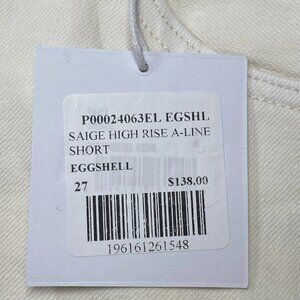 P00024063EL EGSHL
SAIGE HIGH RISE A-LINE
SHORT
EGGSHELL
27 $138.00
196161261548